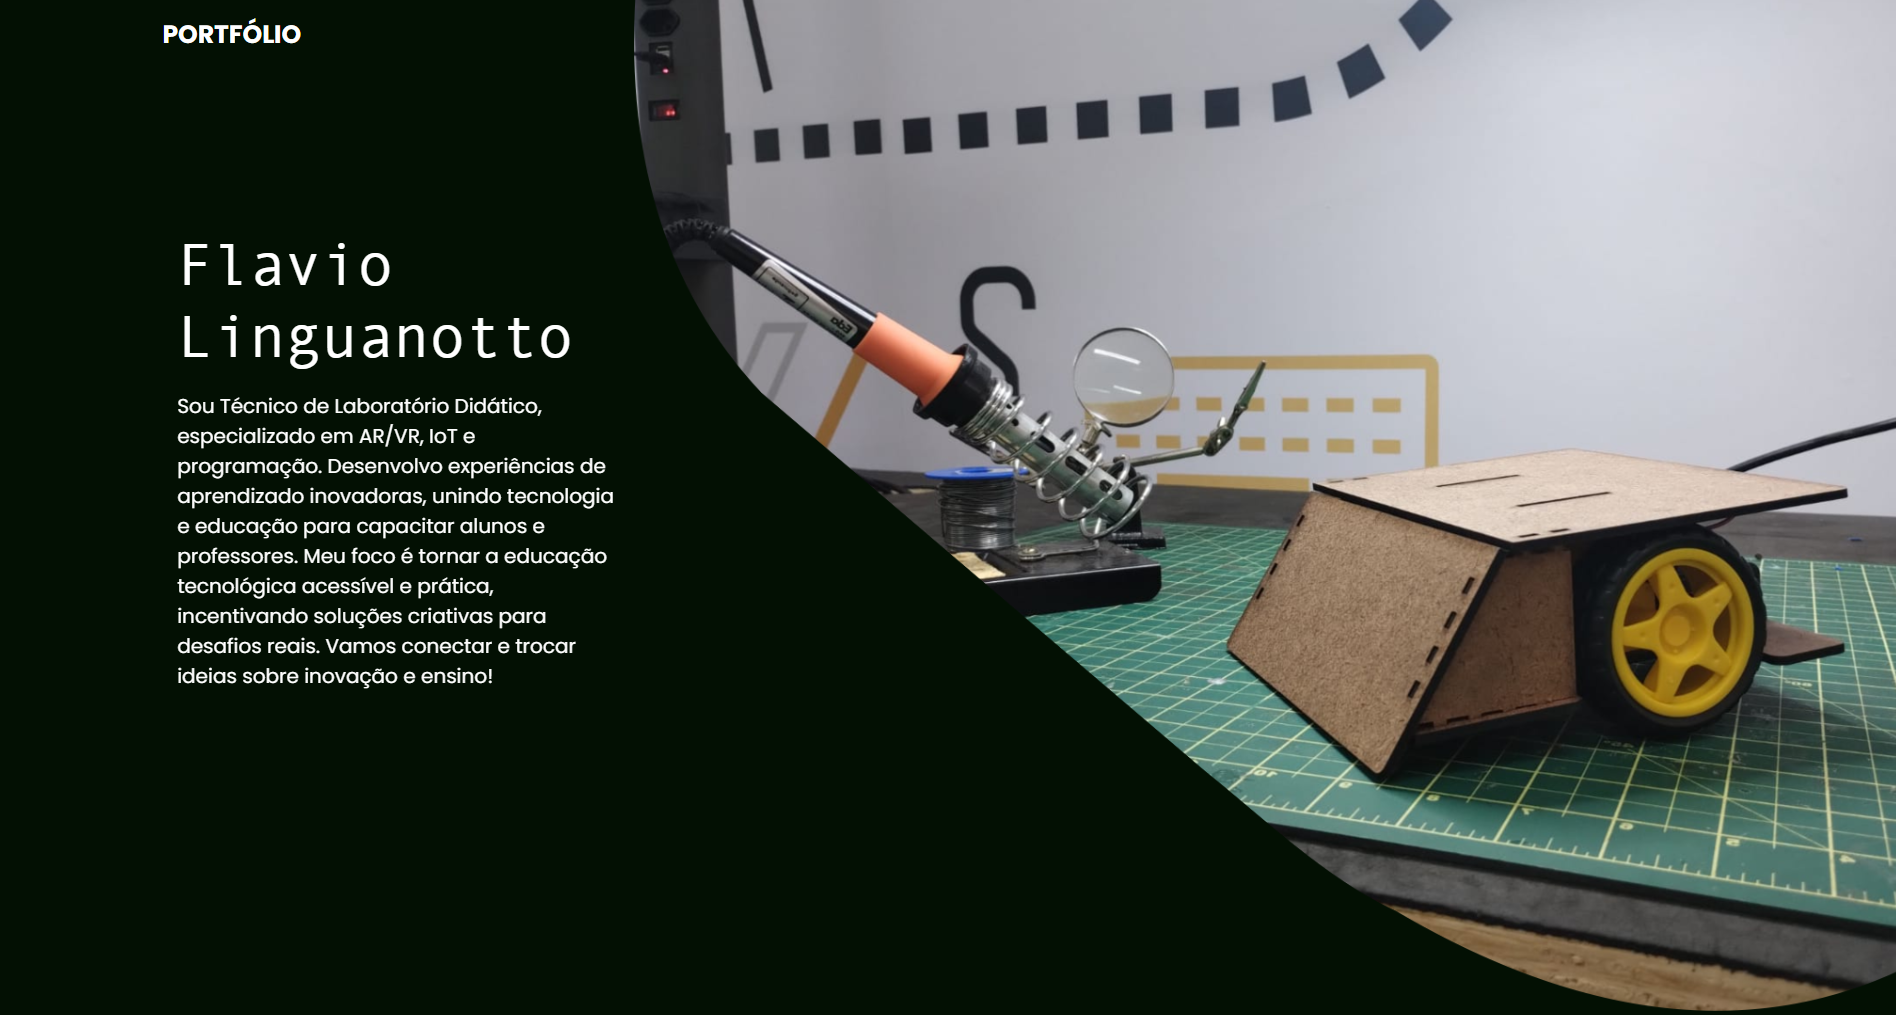 PORTFÓLIO
Flavio
Linguanotto
Sou Técnico de Laboratório Didático,
especializado em AR/VR, IoT e
programação. Desenvolvo experiências de
aprendizado inovadoras, unindo tecnologia
e educação para capacitar alunos e
professores. Meu foco é tornar a educação
tecnológica acessível e prática,
incentivando soluções criativas para
desafios reais. Vamos conectar e trocar
ideias sobre inovação e ensino!